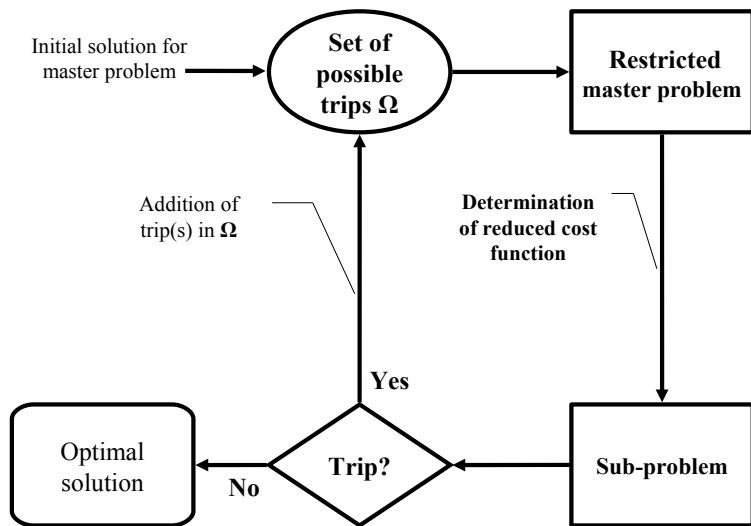 Initial solution for
master problem
Set of
possible
trips Ω
Restricted
master problem
Addition of
trip(s) in Ω
Determination
of reduced cost
function
Yes
Optimal
solution
No
Trip?
Sub-problem